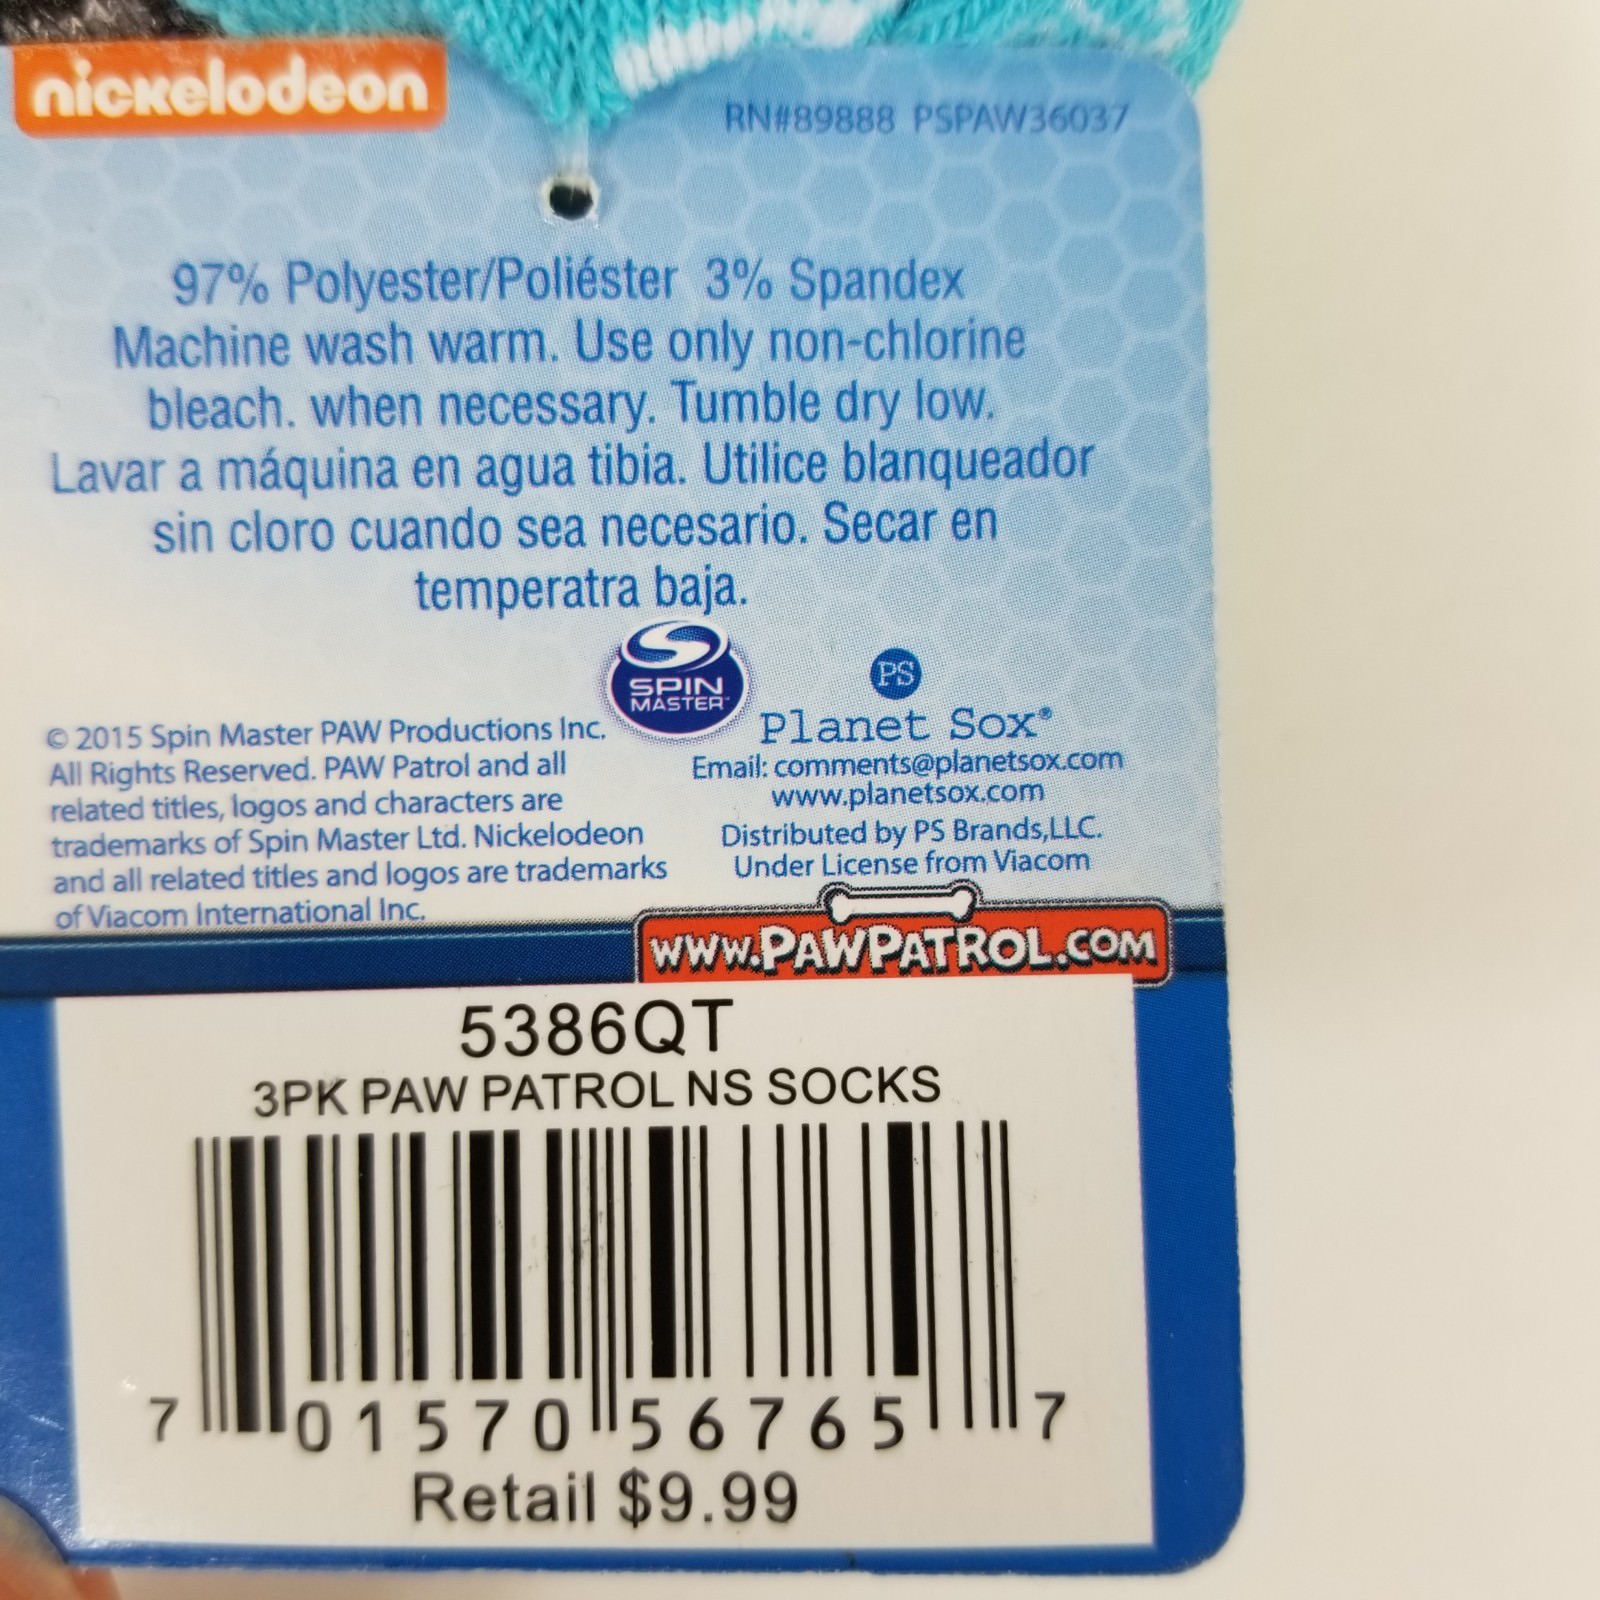 nickelodeon
RN#89888 PSPAW36037
97% Polyester/Poliéster 3% Spandex
Machine wash warm. Use only non-chlorine
bleach. when necessary. Tumble dry low.
Lavar a máquina en agua tibia. Utilice blanqueador
sin cloro cuando sea necesario. Secar en
temperatra baja.
SPIN
MASTER™
© 2015 Spin Master PAW Productions Inc.
All Rights Reserved. PAW Patrol and all
related titles, logos and characters are
trademarks of Spin Master Ltd. Nickelodeon
and all related titles and logos are trademarks
of Viacom International Inc.
PS
Planet Sox®
Email: comments@planetsox.com
www.planetsox.com
Distributed by PS Brands,LLC.
Under License from Viacom
WWW.PAWPATROL.COM
5386QT
3PK PAW PATROL NS SOCKS
7 01570 56765 7
Retail $9.99